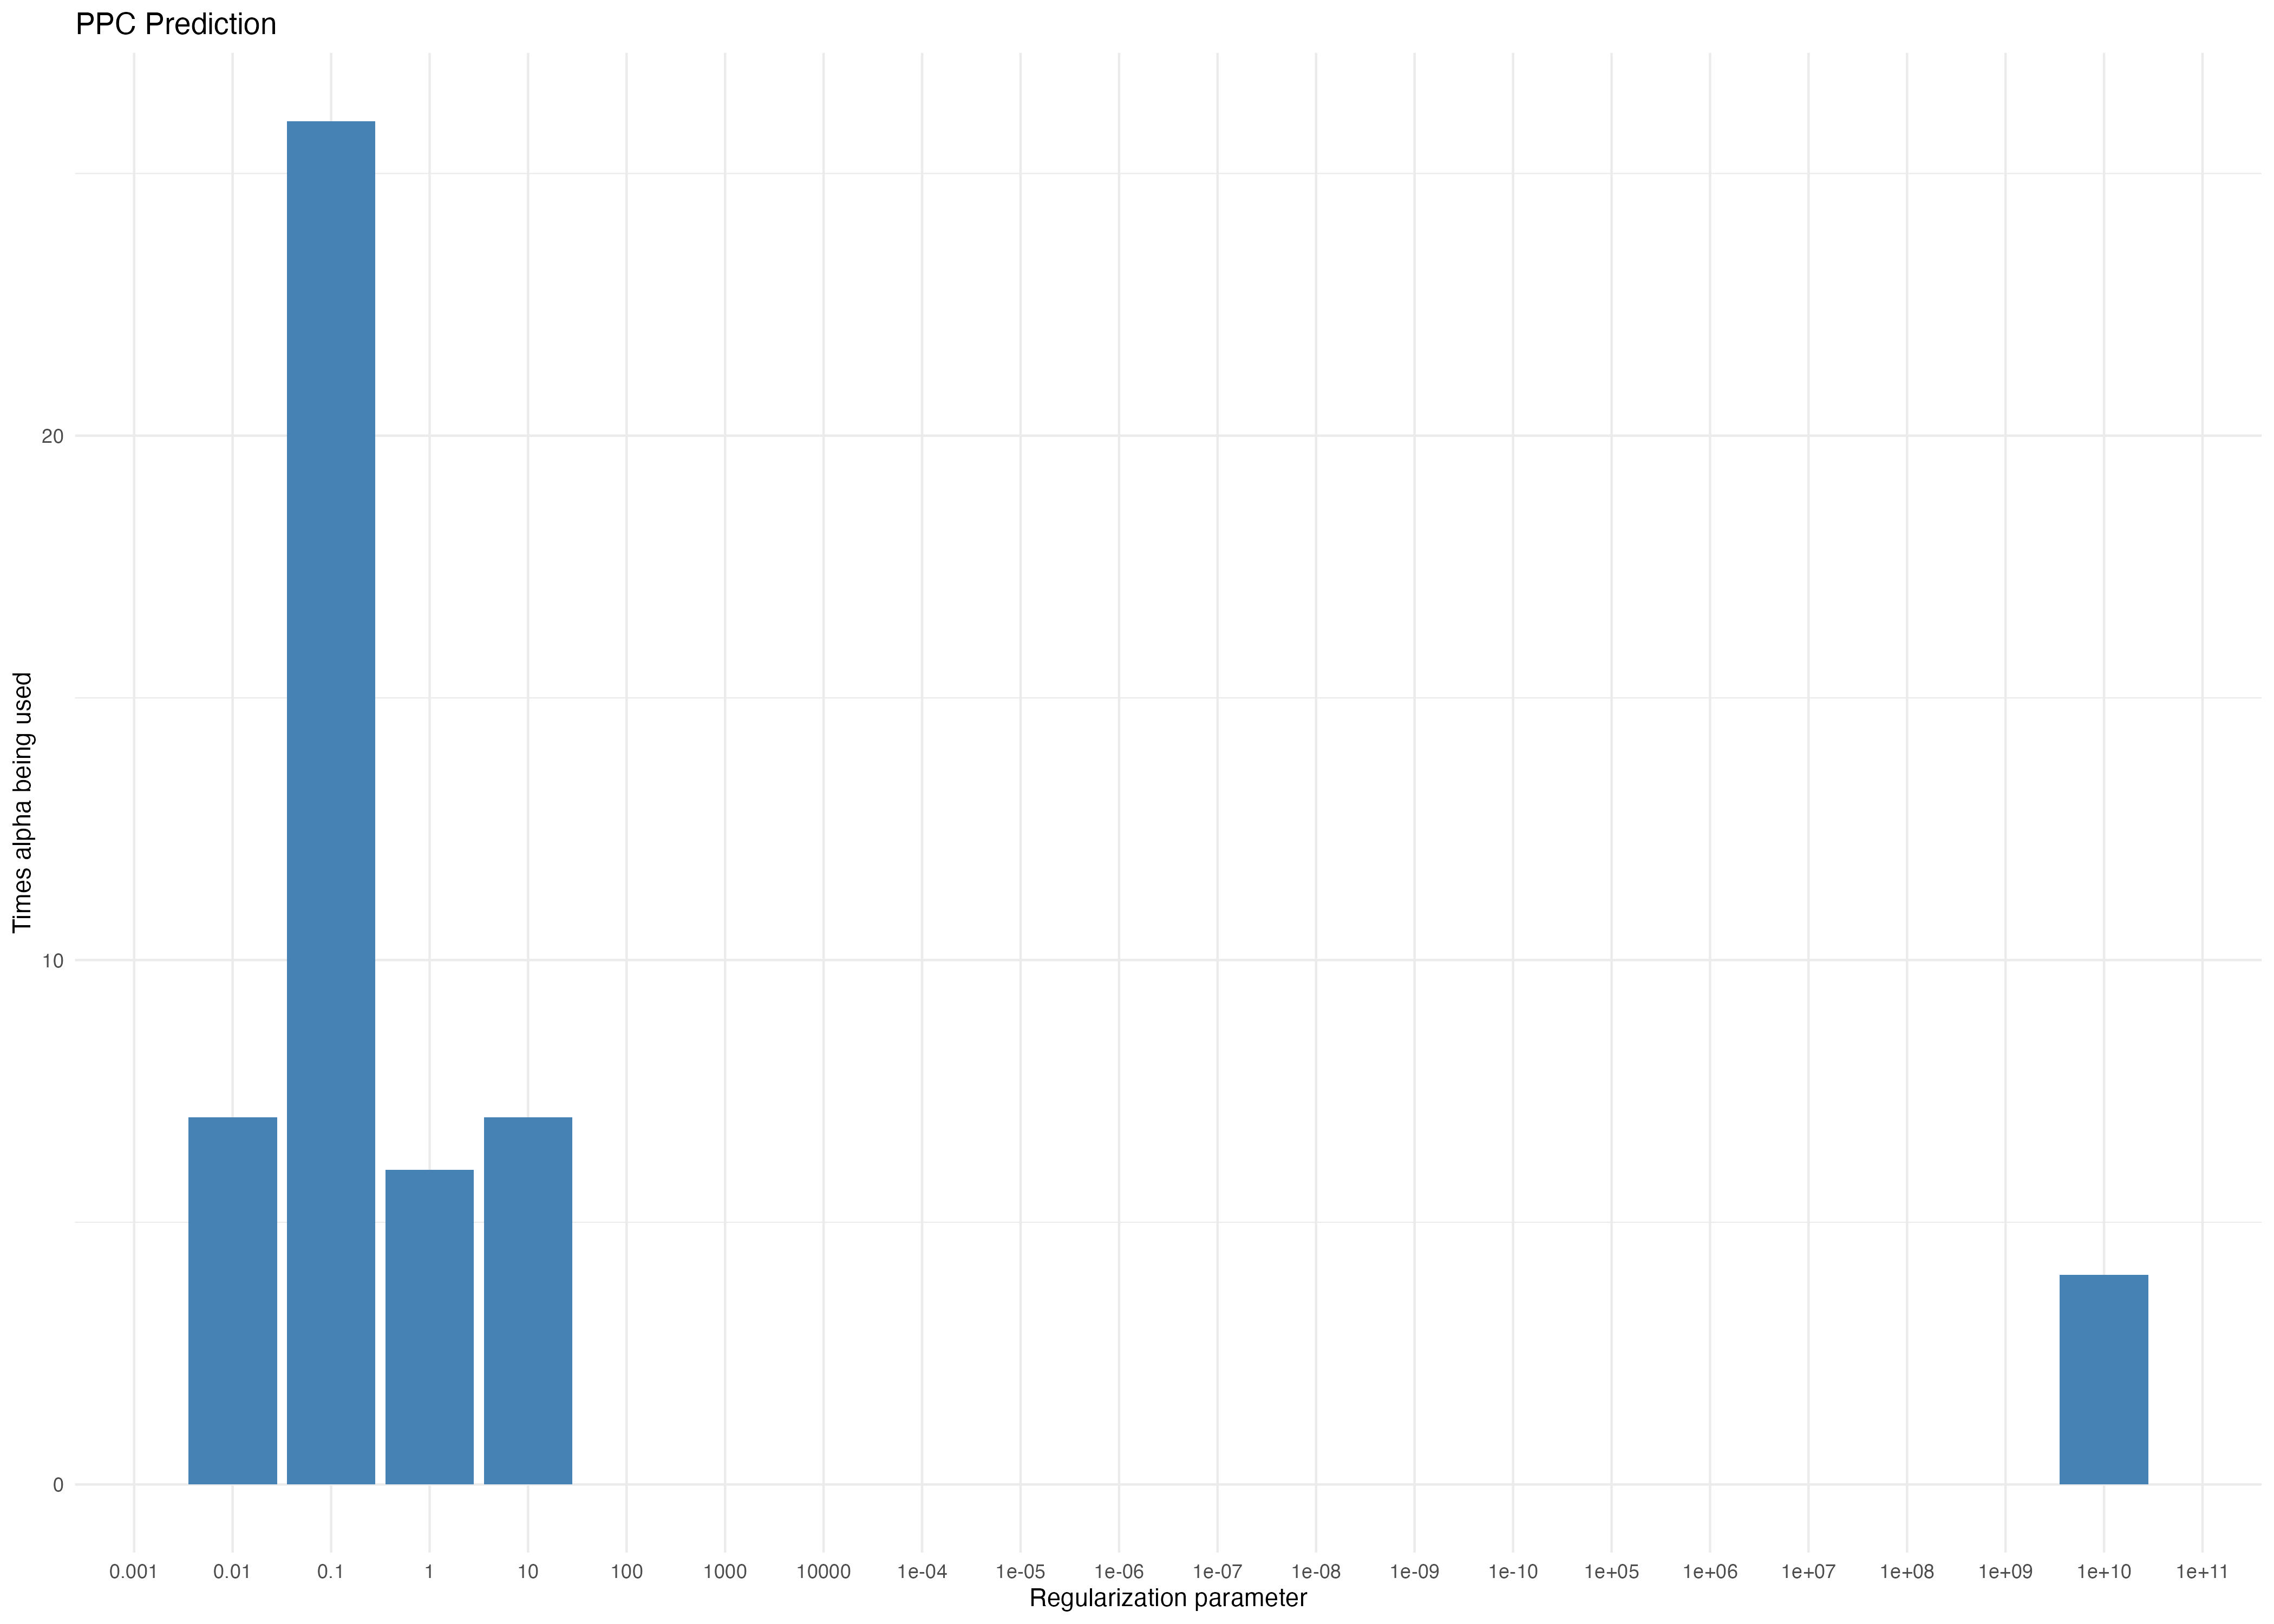 PPC Prediction
Times alpha being used
20
10
0
0.001 0.01 0.1 1 10 100 1000 10000 1e-04 1e-05 1e-06 1e-07 1e-08 1e-09 1e-10 1e+05 1e+06 1e+07 1e+08 1e+09 1e+10 1e+11
Regularization parameter